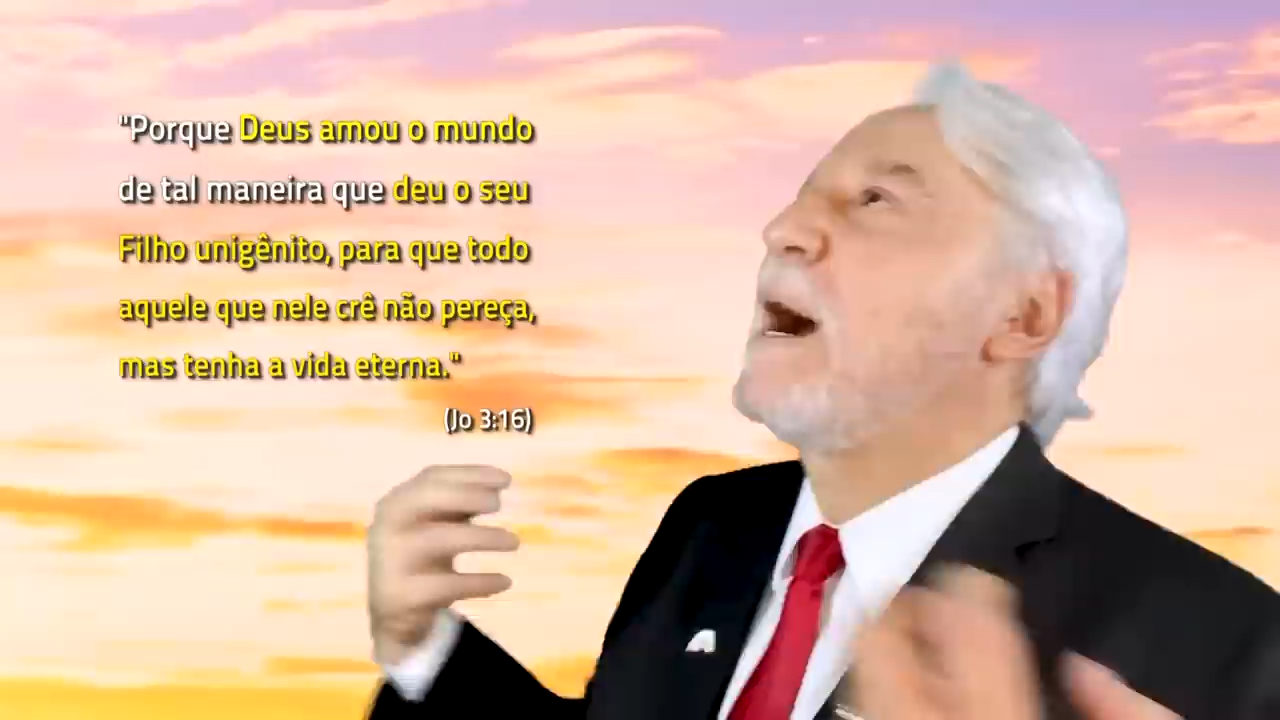 "Porque Deus amou o mundo
de tal maneira que deu o seu
Filho unigênito, para que todo
aquele que nele crê não pereça,
mas tenha a vida eterna."
(Jo 3:16)